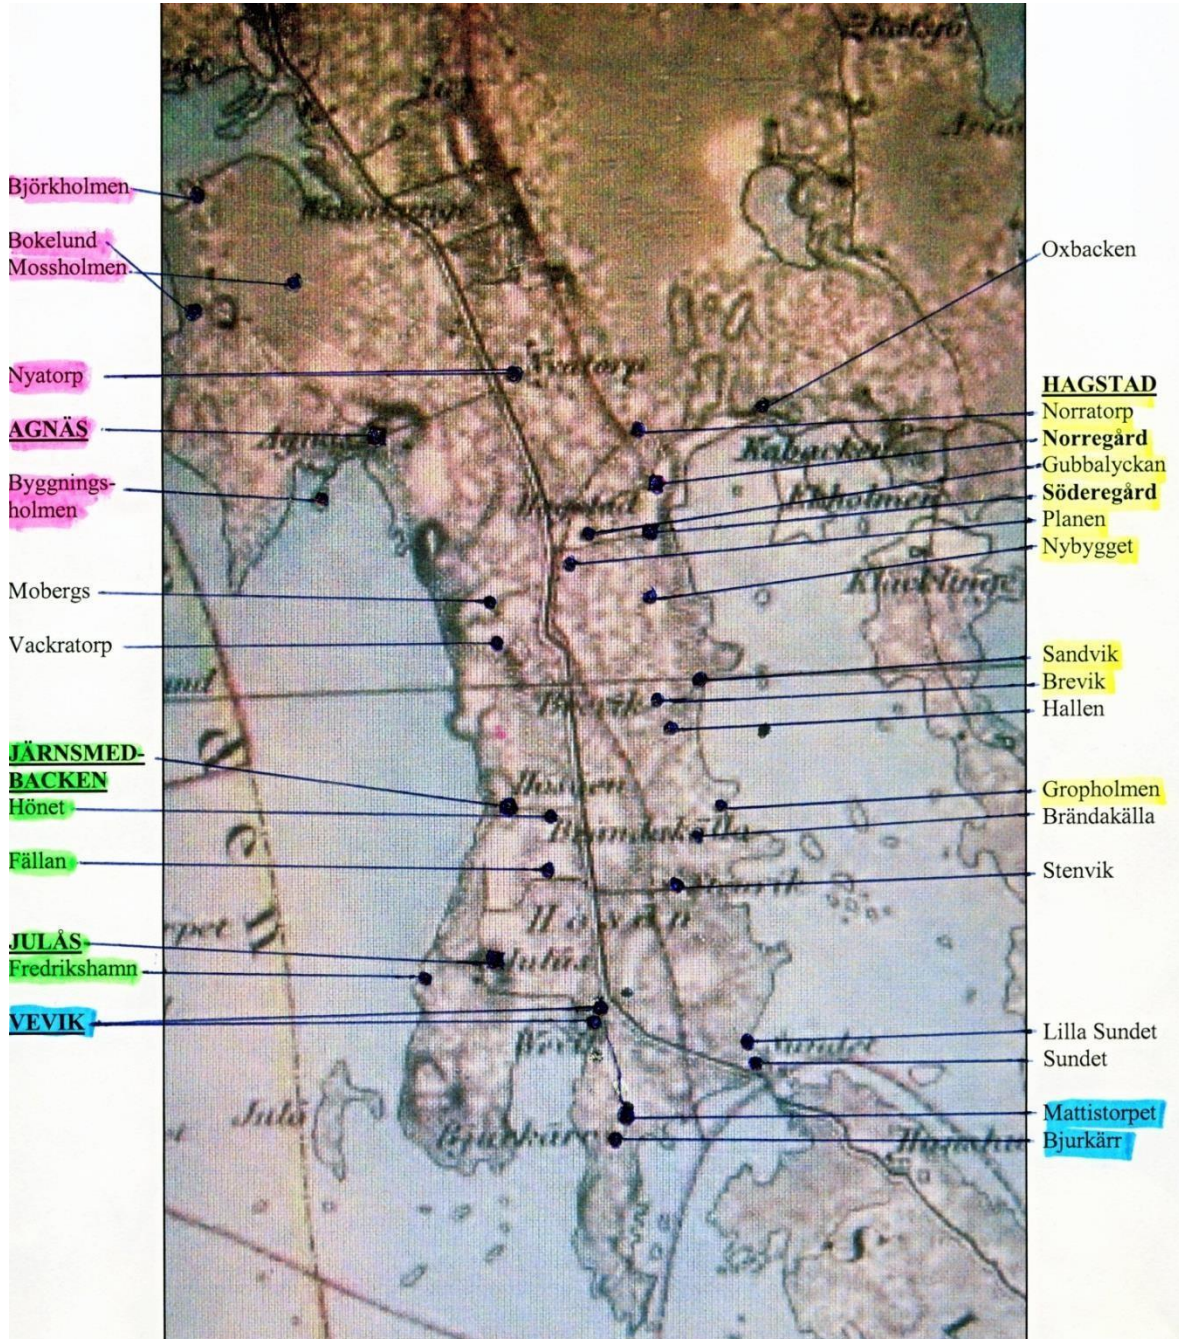 Björkholmen
Bokelund
Mossholmen
Nyatorp
AGNÄS
Byggnings-
holmen
Mobergs
Vackratorp
JÄRNSMED-
BACKEN
Hönet
Fällan
JULÅS
Fredrikshamn
VEVIK
Nyatorp
Hagstad
Ekholmen
Brevik
Brändakälla
Stenvik
Julås
Sundet
Julö
Bjurkärr
Oxbacken
HAGSTAD
Norratorp
Norregård
Gubbalyckan
Söderegård
Planen
Nybygget
Sandvik
Brevik
Hallen
Gropholmen
Brändakälla
Stenvik
Lilla Sundet
Sundet
Mattistorpet
Bjurkärr